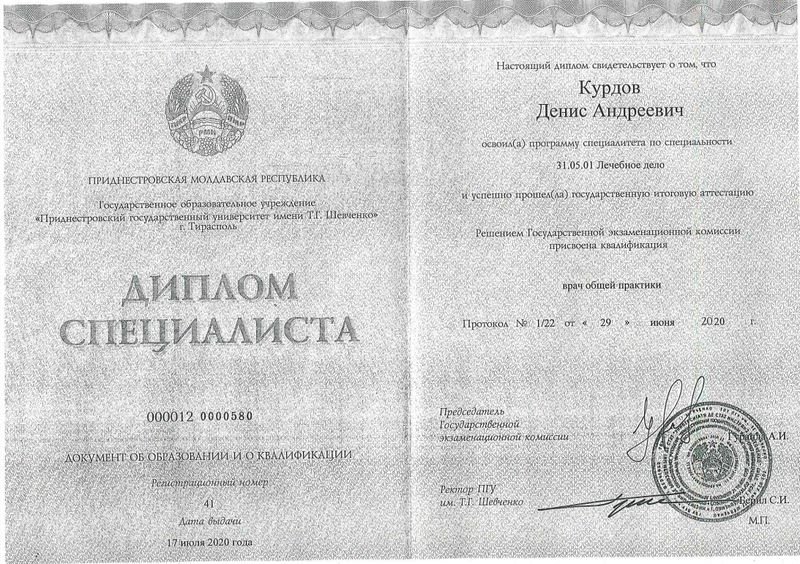 ПМР
ПРИДНЕСТРОВСКАЯ МОЛДАВСКАЯ РЕСПУБЛИКА
Государственное образовательное учреждение
«Приднестровский государственный университет имени Т.Г. Шевченко»
г. Тирасполь
ДИПЛОМ
СПЕЦИАЛИСТА
000012 0000580
ДОКУМЕНТ ОБ ОБРАЗОВАНИИ И О КВАЛИФИКАЦИИ
Регистрационный номер
41
Дата выдачи
17 июля 2020 года
Настоящий диплом свидетельствует о том, что
Курдов
Денис Андреевич
освоил(а) программу специалитета по специальности
31.05.01 Лечебное дело
и успешно прошел(ла) государственную итоговую аттестацию
Решением Государственной экзаменационной комиссии
присвоена квалификация
врач общей практики
Протокол № 1/22 от « 29 » июня 2020 г.
Председатель
Государственной
экзаменационной комиссии А.И.
Ректор ПГУ
им. Т.Г. Шевченко Берил С.И.
М.П.